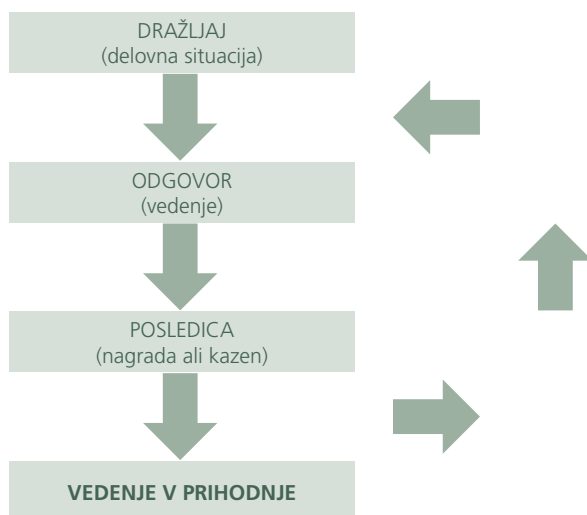 DRAŽLJAJ
(delovna situacija)
ODGOVOR
(vedenje)
POSLEDICA
(nagrada ali kazen)
VEDENJE V PRIHODNJE